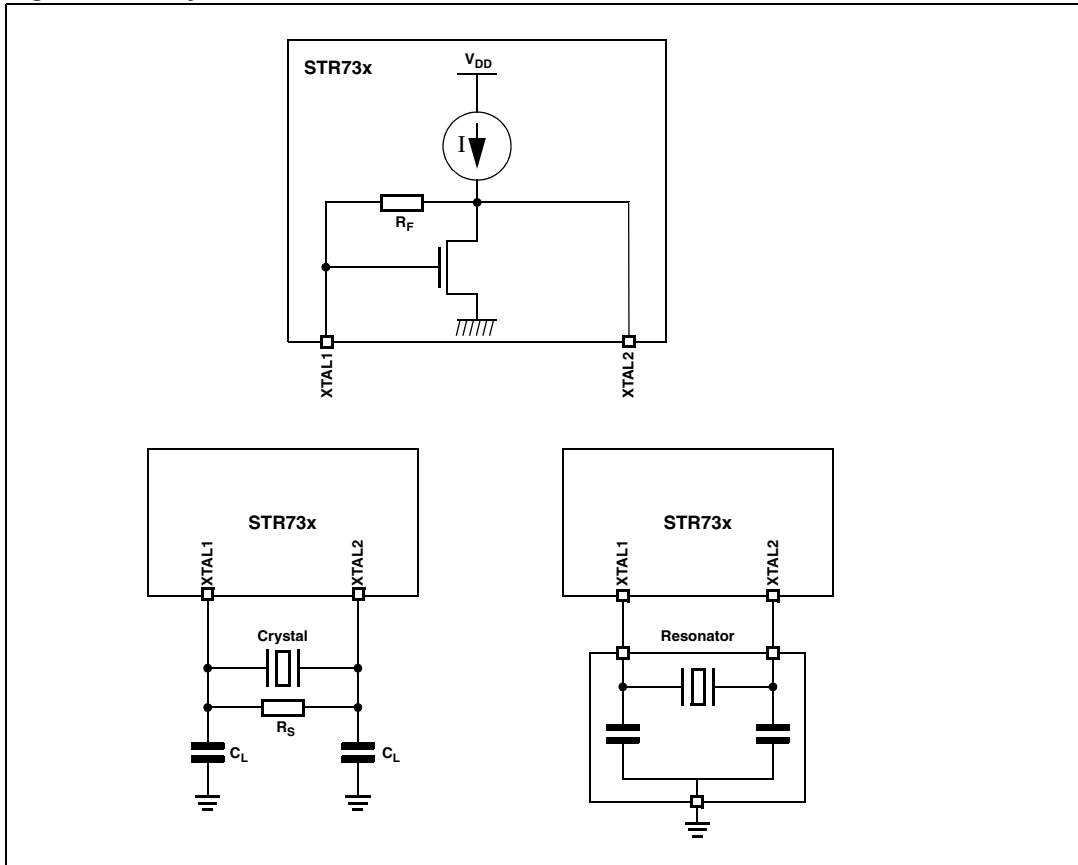 STR73x
VDD
I
RF
XTAL1
XTAL2
STR73x
XTAL1
XTAL2
Crystal
RS
CL
CL
STR73x
XTAL1
XTAL2
Resonator